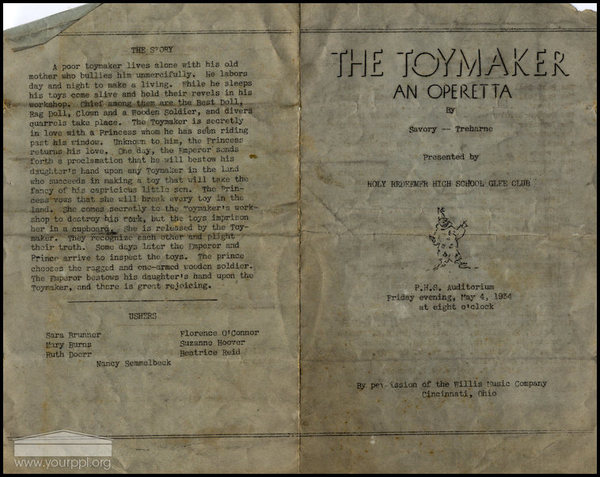 THE STORY
A poor toymaker lives alone with his old
mother who bullies him unmercifully. He labors
day and night to make a living. While he sleeps
his toys come alive and hold their revels in his
workshop. Chief among them are the Best Doll,
Rag Doll, Clown and a Wooden Soldier, and divers
quarrels take place. The Toymaker is secretly
in love with a Princess whom he has seen riding
past his window. Unknown to him, the Princess
returns his love. One day, the Emperor sends
forth a proclamation that he will bestow his
daughter's hand upon any Toymaker in the land
who succeeds in making a toy that will take the
fancy of his capricious little son. The Prin-
cess vows that she will break every toy in the
land. She comes secretly to the Toymaker's work-
shop to destroy his work, but the toys imprison
her in a cupboard. She is released by the Toy-
maker. They recognize each other and plight
their truth. Some days later the Emperor and
Prince arrive to inspect the toys. The prince
chooses the ragged and one-armed wooden soldier.
The Emperor bestows his daughter's hand upon the
Toymaker, and there is great rejoicing.
USHERS
Sara Brunner Florence O'Connor
Mary Burns Suzanne Hoover
Ruth Doerr Beatrice Reid
Nancy Semmelbeck
www.yourppl.org
THE TOYMAKER
AN OPERETTA
By
Savory -- Treharne
Presented by
HOLY REDEEMER HIGH SCHOOL GLEE CLUB
P.H.S. Auditorium
Friday evening, May 4, 1934
at eight o'clock
By permission of the Willis Music Company
Cincinnati, Ohio